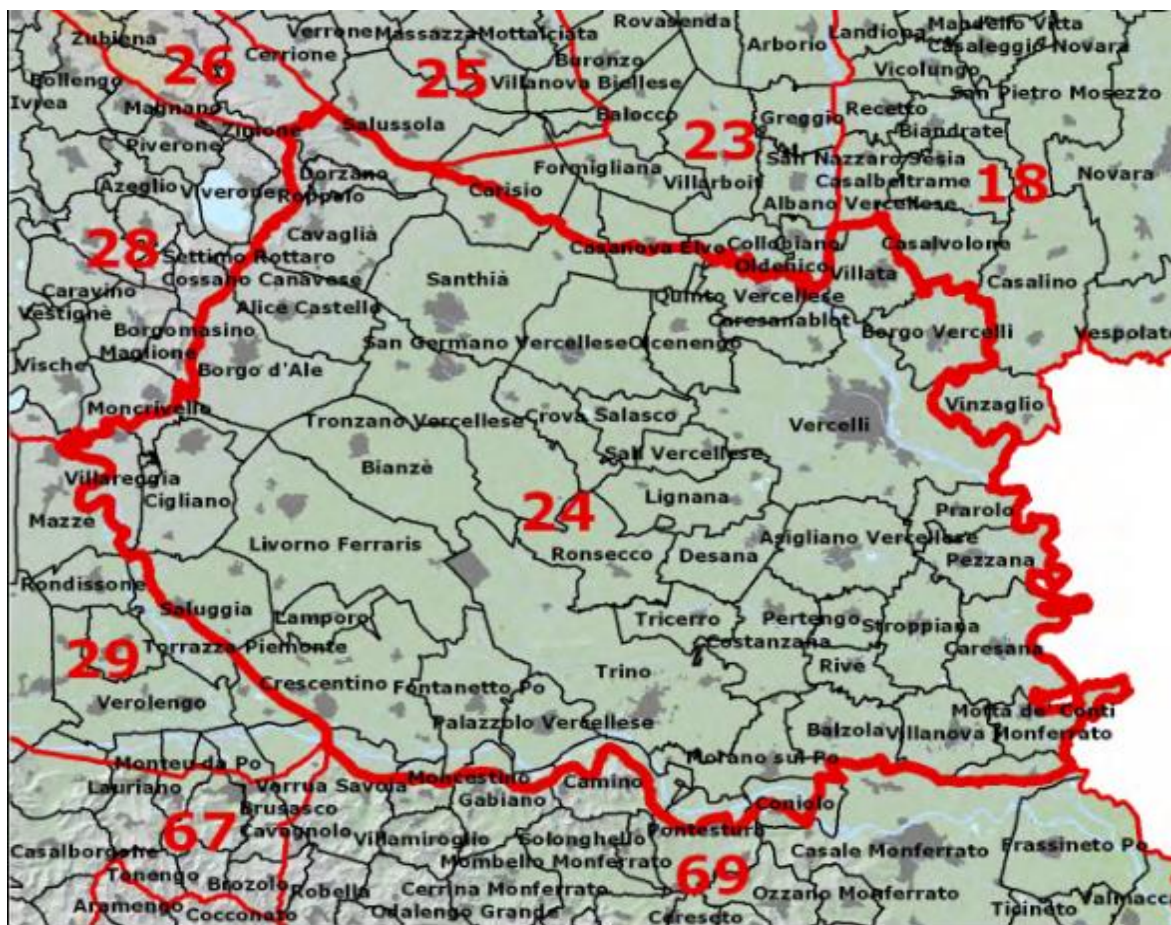 Rovasenda
Landiona
Mandello Vitta
Verrone
Massazza
Mottalciata
Zubiena
Cerrione
Arborio
Casaleggio Novara
Buronzo
26
25
Vicolungo
Bollengo
Villanova Biellese
San Pietro Mosezzo
Ivrea
Magnano
Balocco
Greggio
Recetto
Zimone
Salussola
23
Biandrate
Piverone
Formigliana
San Nazzaro Sesia
Novara
Dorzano
Villarboit
Casalbeltrame
18
Azeglio
Viverone
Roppolo
Carisio
Albano Vercellese
Cavaglià
28
Settimo Rottaro
Casanova Elvo
Collobiano
Casalvolone
Oldenico
Villata
Cossano Canavese
Santhià
Casalino
Caravino
Quinto Vercellese
Vestignè
Alice Castello
Caresanablot
Borgomasino
Borgo Vercelli
Vespolate
Maglione
San Germano Vercellese
Olcenengo
Vische
Borgo d'Ale
Moncrivello
Vinzaglio
Tronzano Vercellese
Crova
Salasco
Vercelli
Bianzè
Sali Vercellese
Villareggia
Cigliano
Lignana
24
Prarolo
Mazzè
Asigliano Vercellese
Livorno Ferraris
Ronsecco
Desana
Pezzana
Rondissone
Saluggia
Lamporo
Tricerro
Pertengo
Stroppiana
29
Torrazza Piemonte
Costanzana
Caresana
Rive
Trino
Crescentino
Fontanetto Po
Verolengo
Motta de' Conti
Palazzolo Vercellese
Balzola
Villanova Monferrato
Monteu da Po
Morano sul Po
Lauriano
Verrua Savoia
Moncestino
Camino
Gabiano
Coniolo
Brusasco
67
Cavagnolo
Villamiroglio
Solonghello
Pontestura
Casalborgone
Mombello Monferrato
Casale Monferrato
Frassineto Po
Tonengo
Brozolo
Robella
Cerrina Monferrato
69
Ozzano Monferrato
Valmacca
Aramengo
Cocconato
Odalengo Grande
Cereseto
Ticineto